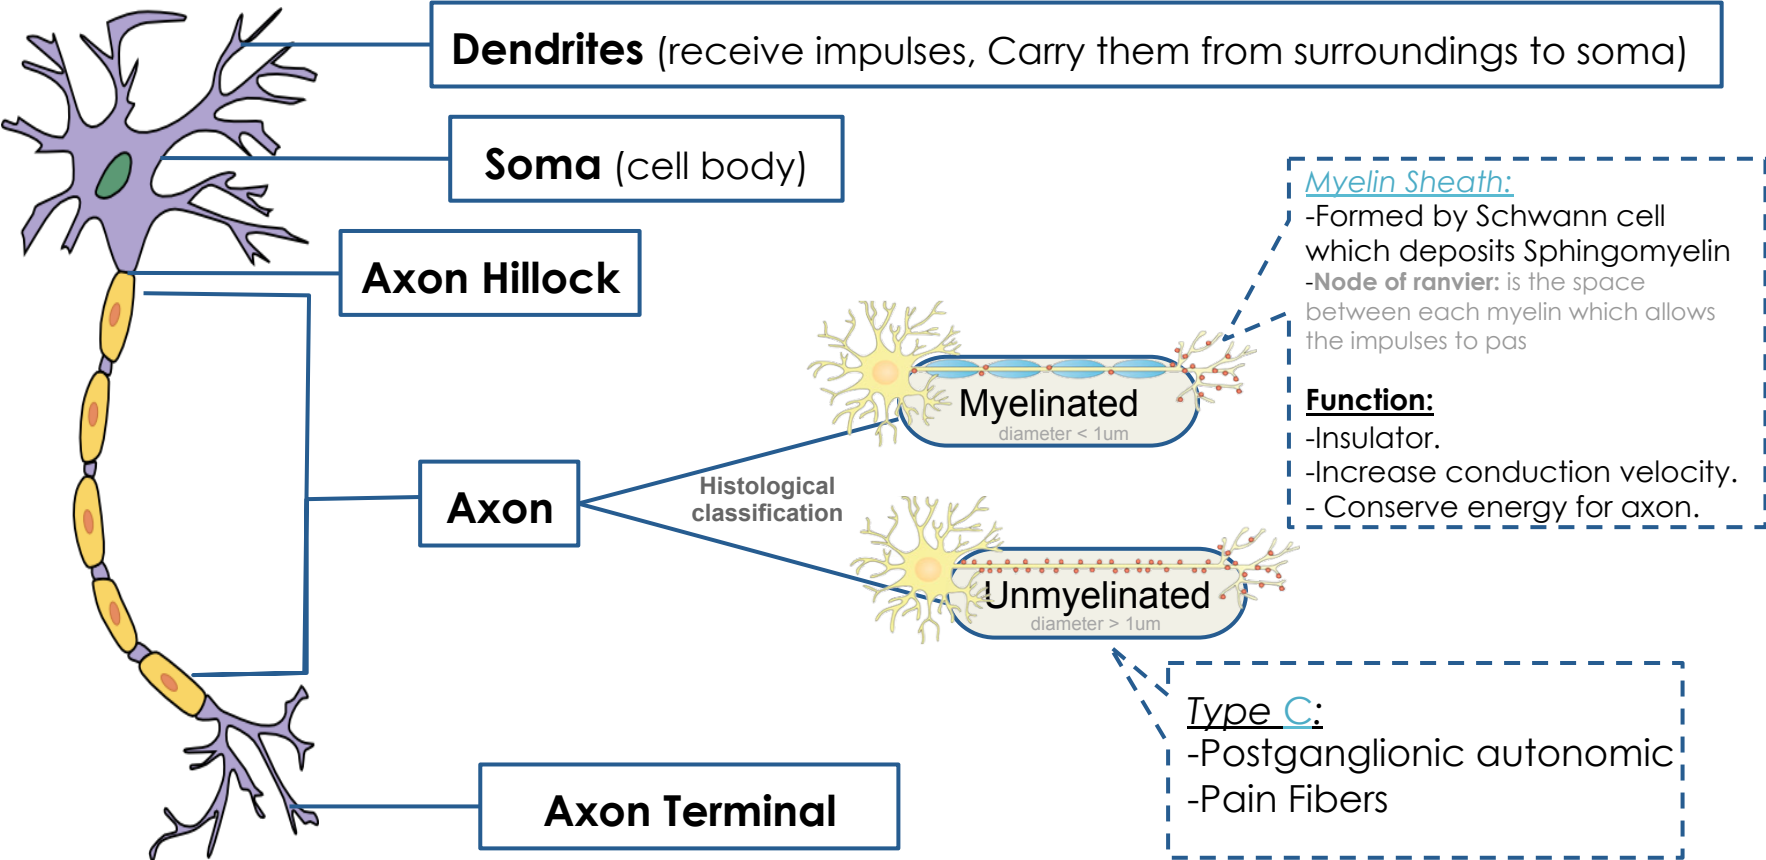 Dendrites (receive impulses, Carry them from surroundings to soma)
Soma (cell body)
Axon Hillock
Myelin Sheath:
-Formed by Schwann cell
which deposits Sphingomyelin
-Node of ranvier: is the space
between each myelin which allows
the impulses to pas
Function:
-Insulator.
-Increase conduction velocity.
- Conserve energy for axon.
Myelinated
diameter < 1um
Axon
Histological
classification
Unmyelinated
diameter > 1um
Type C:
-Postganglionic autonomic
-Pain Fibers
Axon Terminal